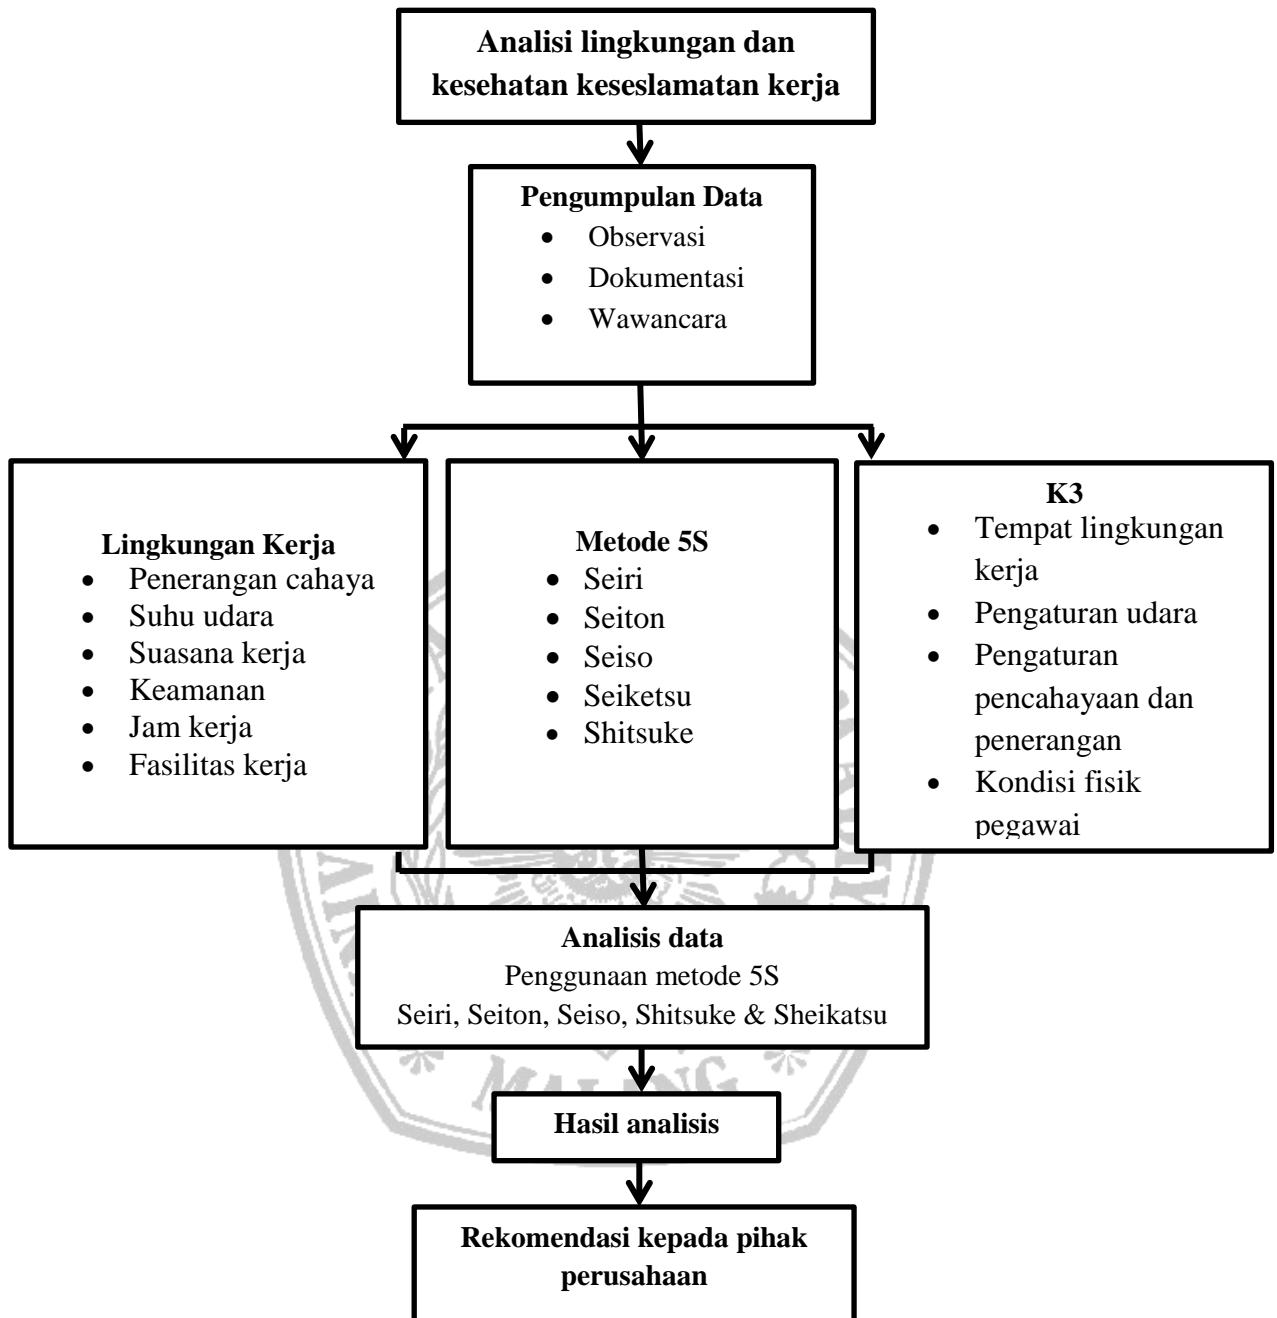 Analisi lingkungan dan
kesehatan keseslamatan kerja
Pengumpulan Data
• Observasi
• Dokumentasi
• Wawancara
Lingkungan Kerja
• Penerangan cahaya
• Suhu udara
• Suasana kerja
• Keamanan
• Jam kerja
• Fasilitas kerja
Metode 5S
• Seiri
• Seiton
• Seiso
• Seiketsu
• Shitsuke
K3
• Tempat lingkungan
kerja
• Pengaturan udara
• Pengaturan
pencahayaan dan
penerangan
• Kondisi fisik
pegawai
Analisis data
Penggunaan metode 5S
Seiri, Seiton, Seiso, Shitsuke & Sheikatsu
MALANG
Hasil analisis
Rekomendasi kepada pihak
perusahaan